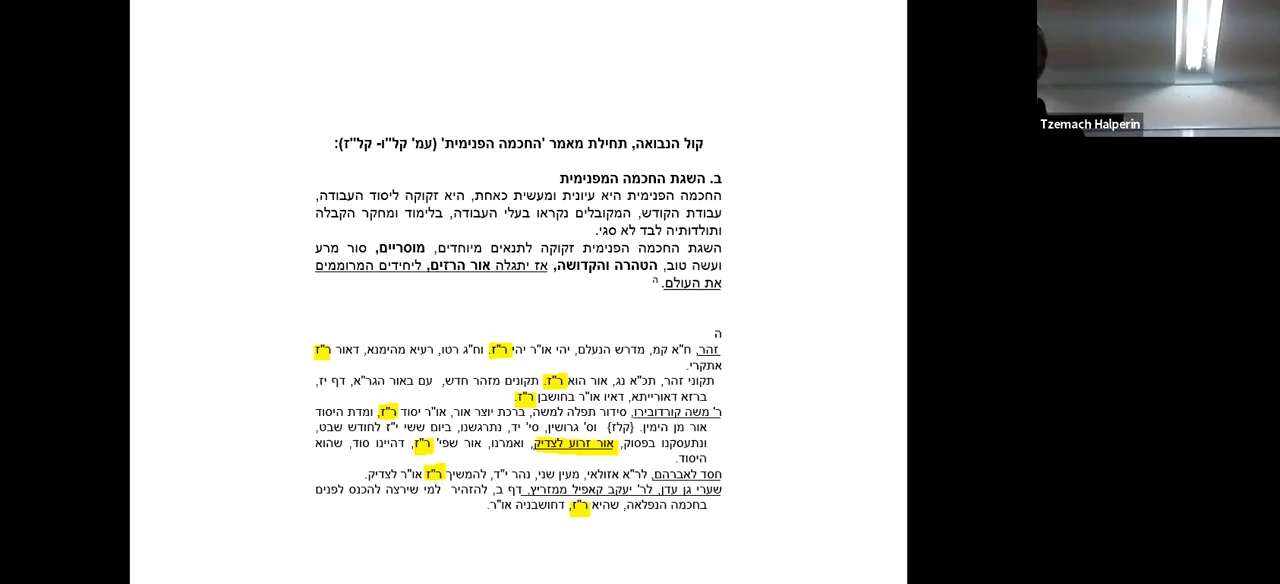 קול הנבואה, תחילת מאמר 'החכמה הפנימית' (עמ' קל"ו- קל"ז):
ב. השגת החכמה המפנימית
החכמה הפנימית היא עיונית ומעשית כאחת, היא זקוקה ליסוד העבודה,
עבודת הקודש, המקובלים נקראו בעלי העבודה, בלימוד ומחקר הקבלה
ותולדותיה לבד לא סגי.
השגת החכמה הפנימית זקוקה לתנאים מיוחדים, מוסריים, סור מרע
ועשה טוב, הטהרה והקדושה, אז יתגלה אור הרזים, ליחידים המרוממים
את העולם. ה
ה
זהר, ח"א קמ, מדרש הנעלם, יהי או"ר יהי ר"ז. וח"ג רטו, רעיא מהימנא, דאור ר"ז
אתקרי.
תקוני זהר, תכ"א נג, אור הוא ר"ז. תקונים מזהר חדש, עם באור הגר"א, דף יז,
ברזא דאורייתא, דאיו או"ר בחושבן ר"ז.
ר' משה קורדובירו, סידור תפלה למשה, ברכת יוצר אור, או"ר יסוד ר"ז, ומדת היסוד
אור מן הימין. {קלז} וס' גרושין, סי' יד, נתרגשנו, ביום ששי י"ז לחודש שבט,
ונתעסקנו בפסוק, אור זרוע לצדיק, ואמרנו, אור שפי' ר"ז, דהיינו סוד, שהוא
היסוד.
חסד לאברהם, לר"א אזולאי, מעין שני, נהר י"ד, להמשיך ר"ז או"ר לצדיק.
שערי גן עדן, לר' יעקב קאפיל ממזריץ, דף ב, להזהיר למי שירצה להכנס לפנים
בחכמה הנפלאה, שהיא ר"ז, דחושבניה או"ר.
Tzemach Halperin